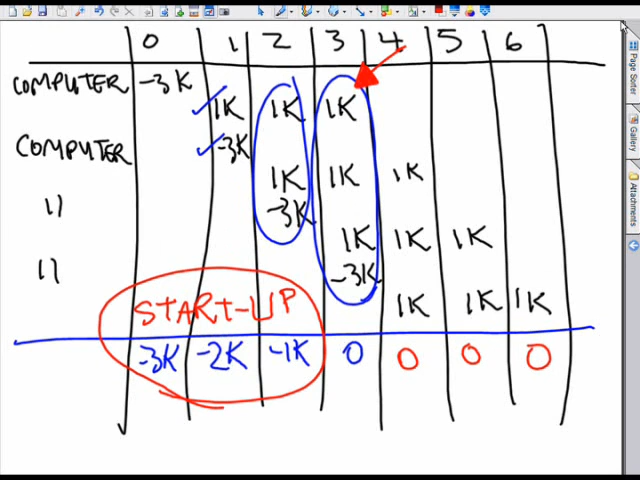 0 1 2 3 4 5 6
COMPUTER -3K
1K 1K 1K
COMPUTER -3K
1K 1K 1K
11 -3K
1K 1K 1K
11 -3K
START-UP 1K 1K 1K
-3K -2K -1K 0 0 0 0
Page Sorter
Gallery
Attachments